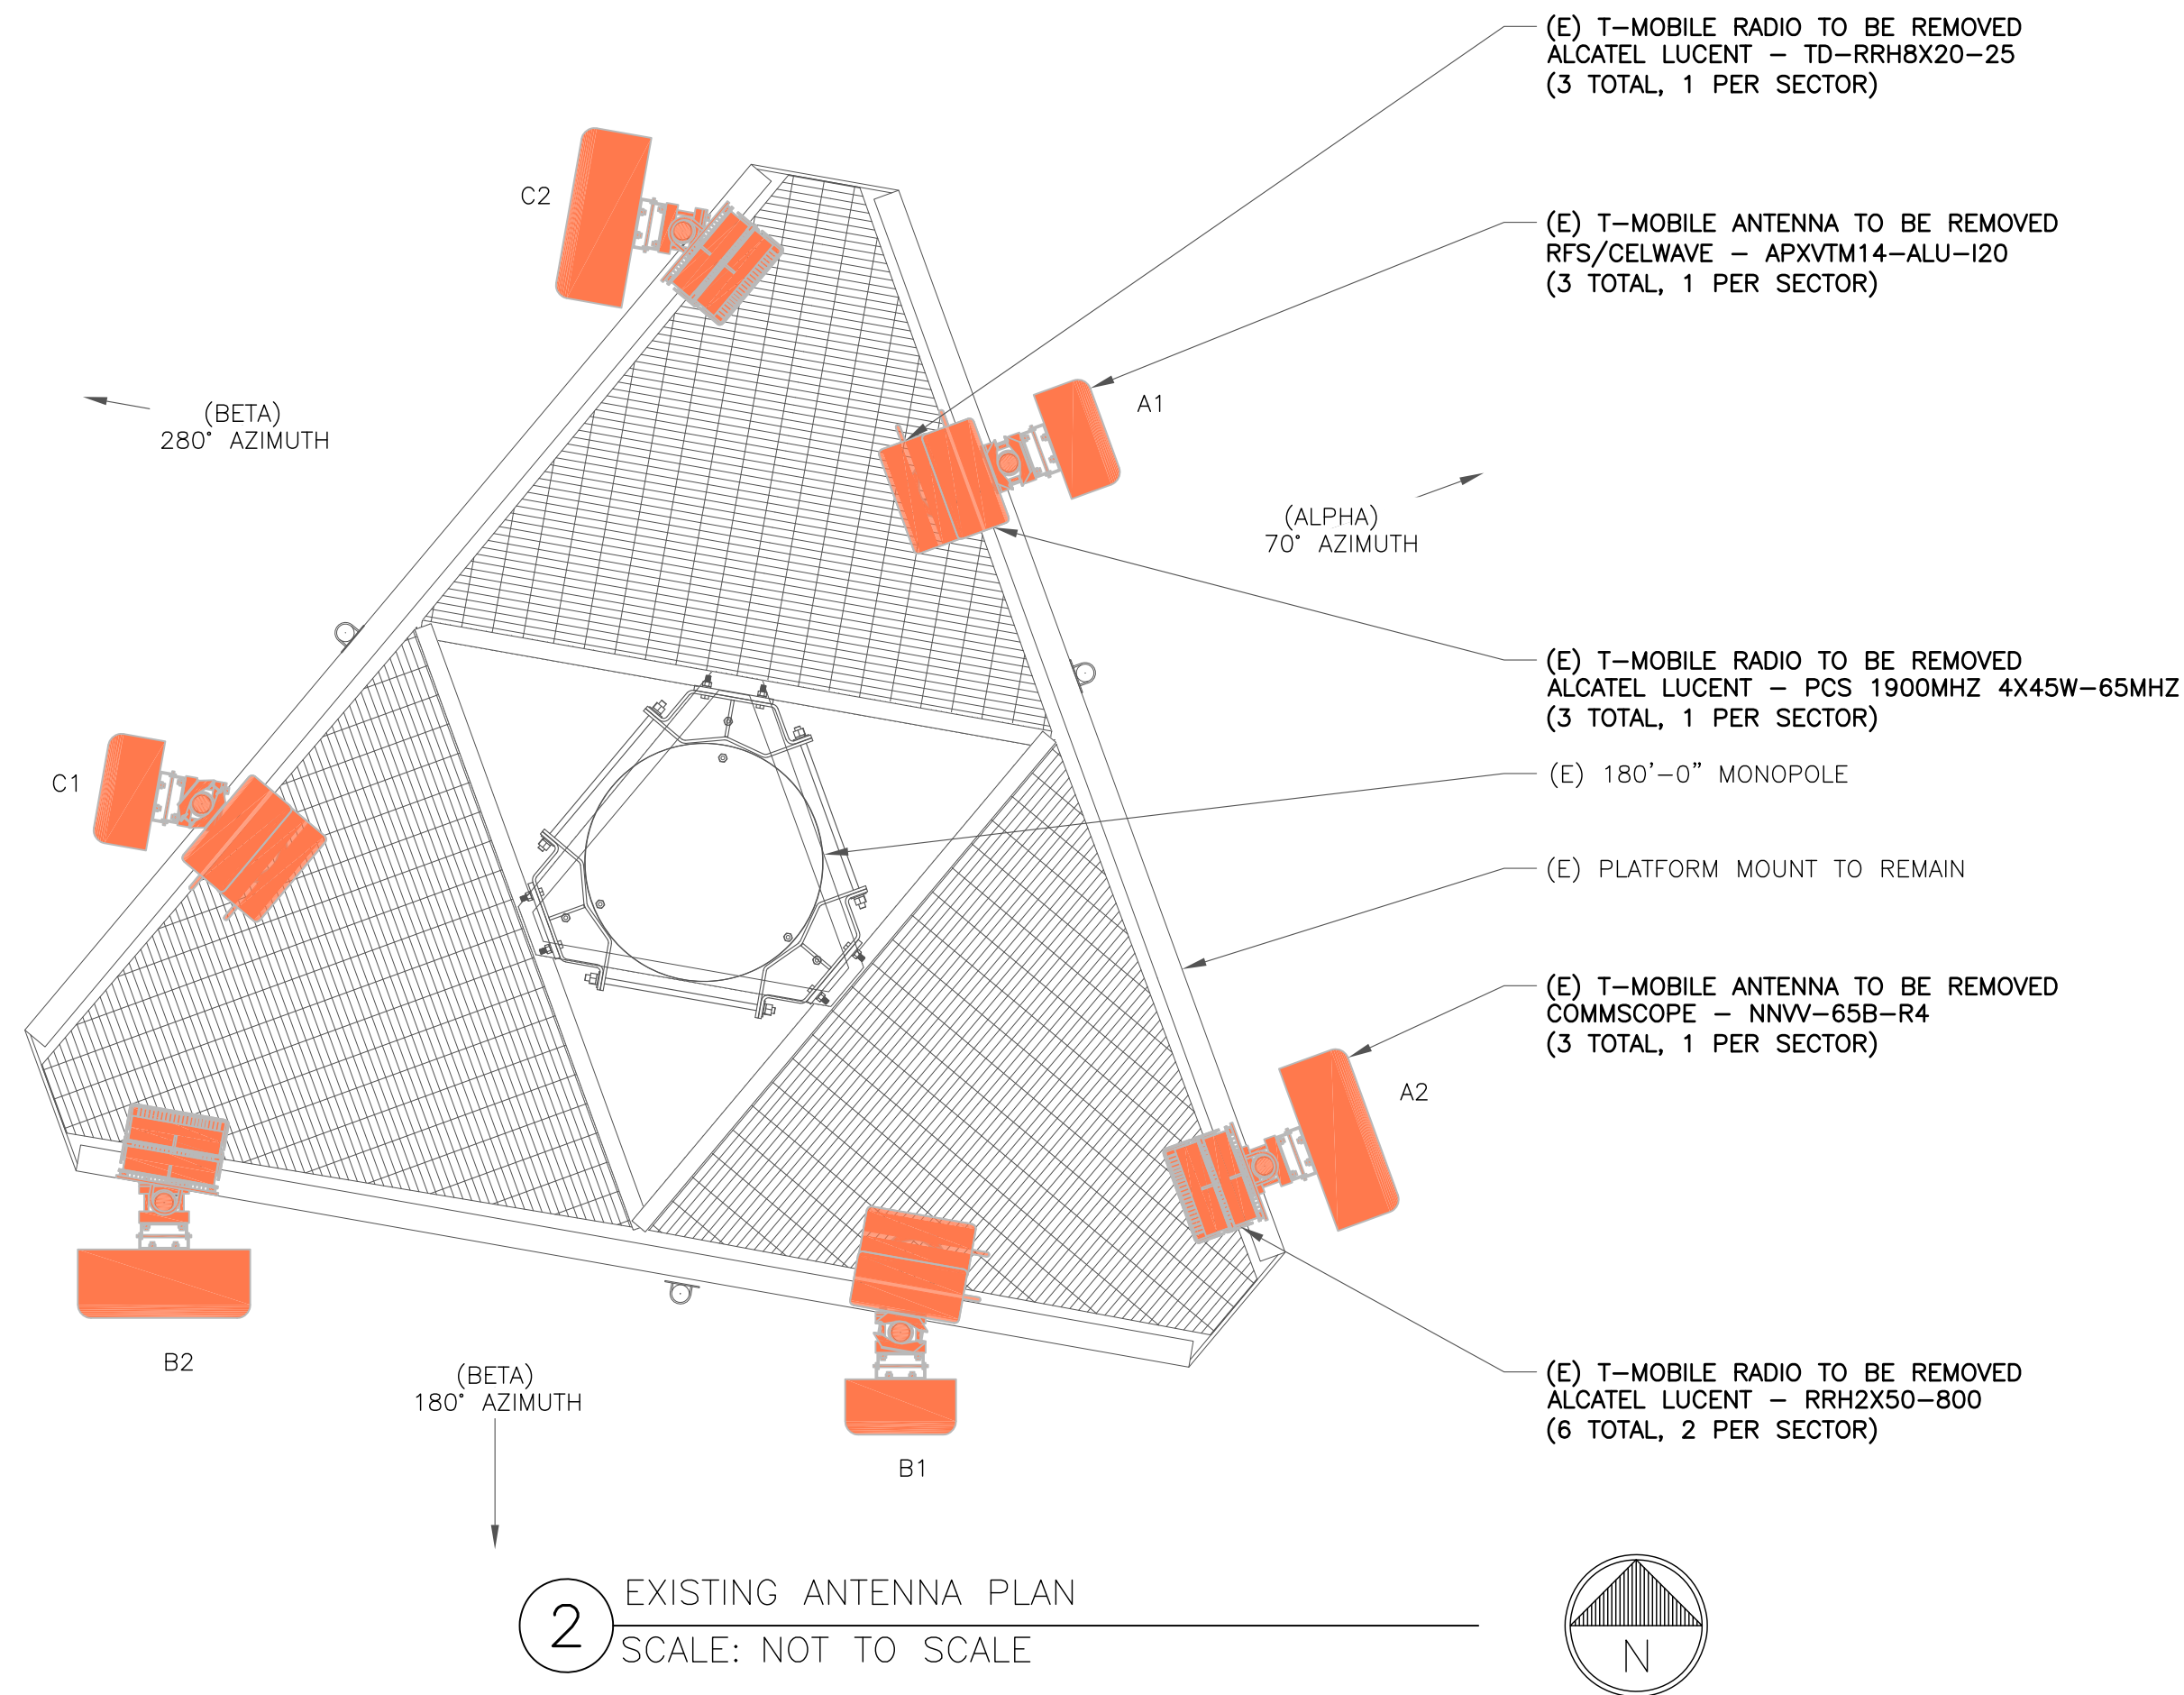 (E) T-MOBILE RADIO TO BE REMOVED
ALCATEL LUCENT - TD-RRH8X20-25
(3 TOTAL, 1 PER SECTOR)
C2
(E) T-MOBILE ANTENNA TO BE REMOVED
RFS/CELWAVE - APXVTM14-ALU-I20
(3 TOTAL, 1 PER SECTOR)
A1
(BETA)
280° AZIMUTH
(ALPHA)
70° AZIMUTH
(E) T-MOBILE RADIO TO BE REMOVED
ALCATEL LUCENT - PCS 1900MHZ 4X45W-65MHZ
(3 TOTAL, 1 PER SECTOR)
C1
(E) 180'-0" MONOPOLE
(E) PLATFORM MOUNT TO REMAIN
(E) T-MOBILE ANTENNA TO BE REMOVED
COMMSCOPE - NNVV-65B-R4
(3 TOTAL, 1 PER SECTOR)
A2
B2
(BETA)
180° AZIMUTH
(E) T-MOBILE RADIO TO BE REMOVED
ALCATEL LUCENT - RRH2X50-800
(6 TOTAL, 2 PER SECTOR)
B1
2
EXISTING ANTENNA PLAN
SCALE: NOT TO SCALE
N